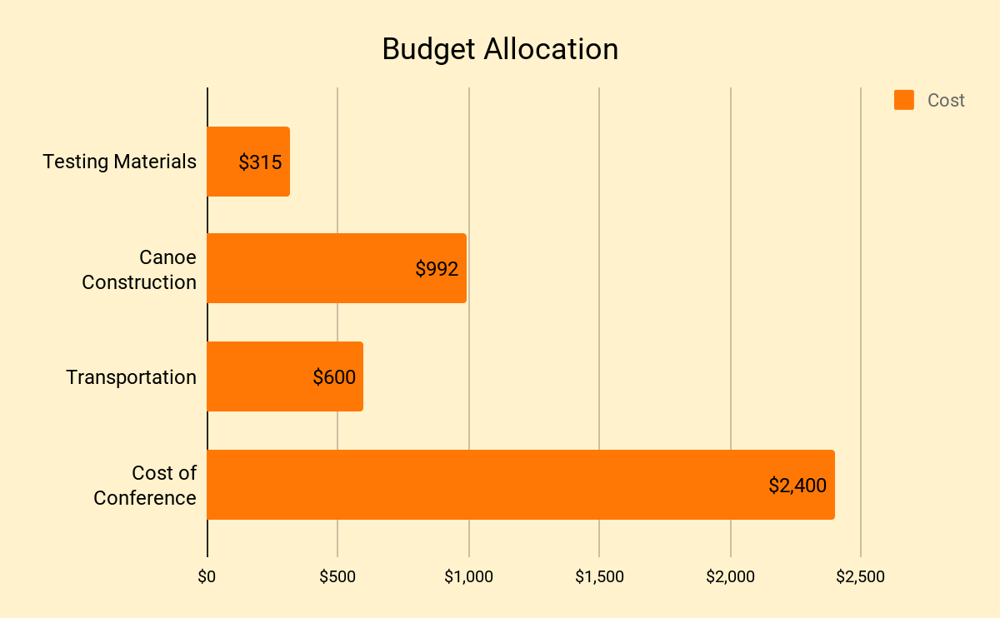 Budget Allocation
Cost
Testing Materials
$315
Canoe
Construction
$992
Transportation
$600
Cost of
Conference
$2,400
$0
$500
$1,000
$1,500
$2,000
$2,500